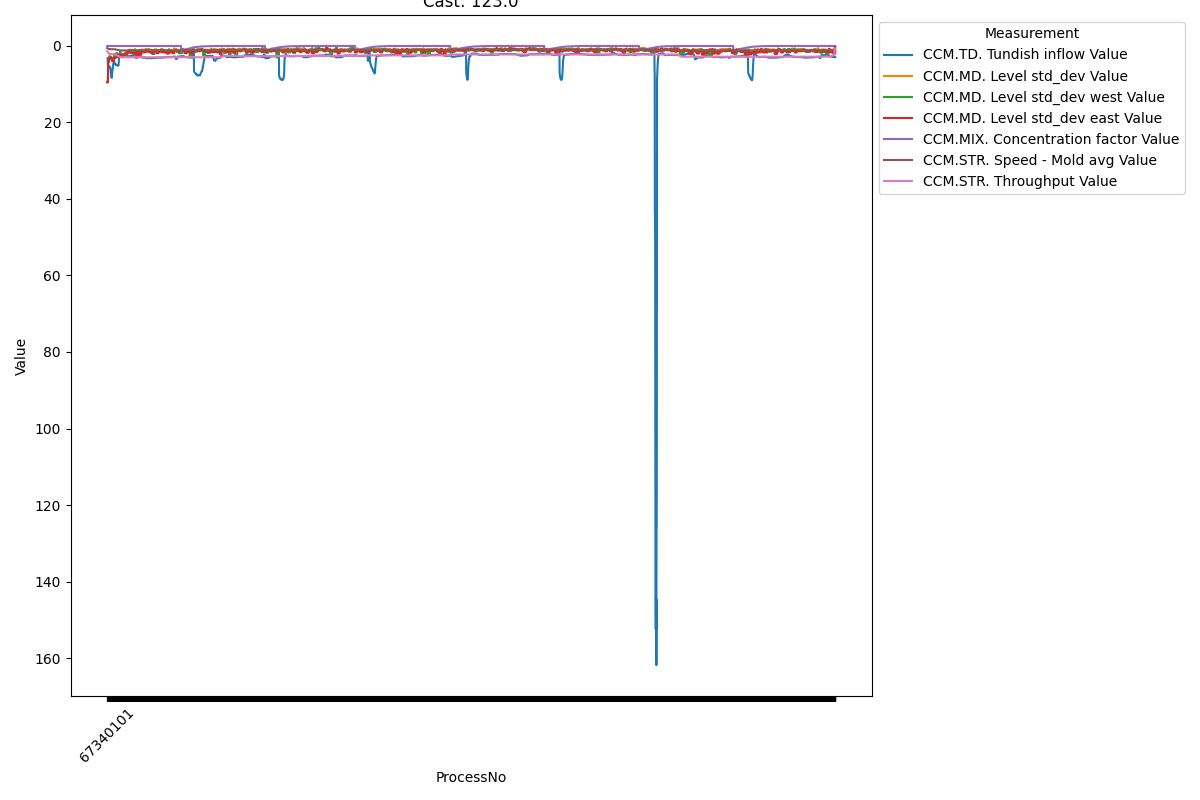 Cast: 123.0
Measurement
CCM.TD. Tundish inflow Value
CCM.MD. Level std_dev Value
CCM.MD. Level std_dev west Value
CCM.MD. Level std_dev east Value
CCM.MIX. Concentration factor Value
CCM.STR. Speed - Mold avg Value
CCM.STR. Throughput Value
0
20
40
60
80
100
120
140
160
Value
67340101
ProcessNo